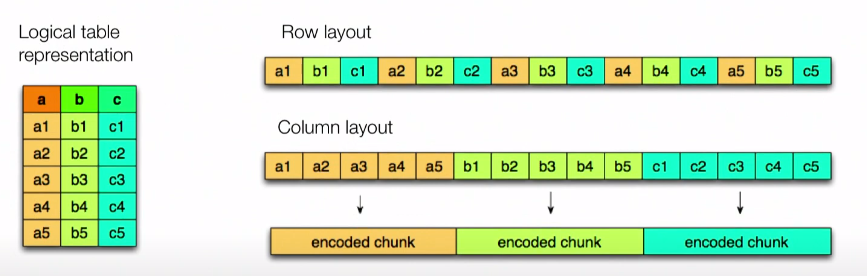 Logical table
representation
a b c
a1 b1 c1
a2 b2 c2
a3 b3 c3
a4 b4 c4
a5 b5 c5
Row layout
a1 b1 c1 a2 b2 c2 a3 b3 c3 a4 b4 c4 a5 b5 c5
Column layout
a1 a2 a3 a4 a5 b1 b2 b3 b4 b5 c1 c2 c3 c4 c5
encoded chunk encoded chunk encoded chunk